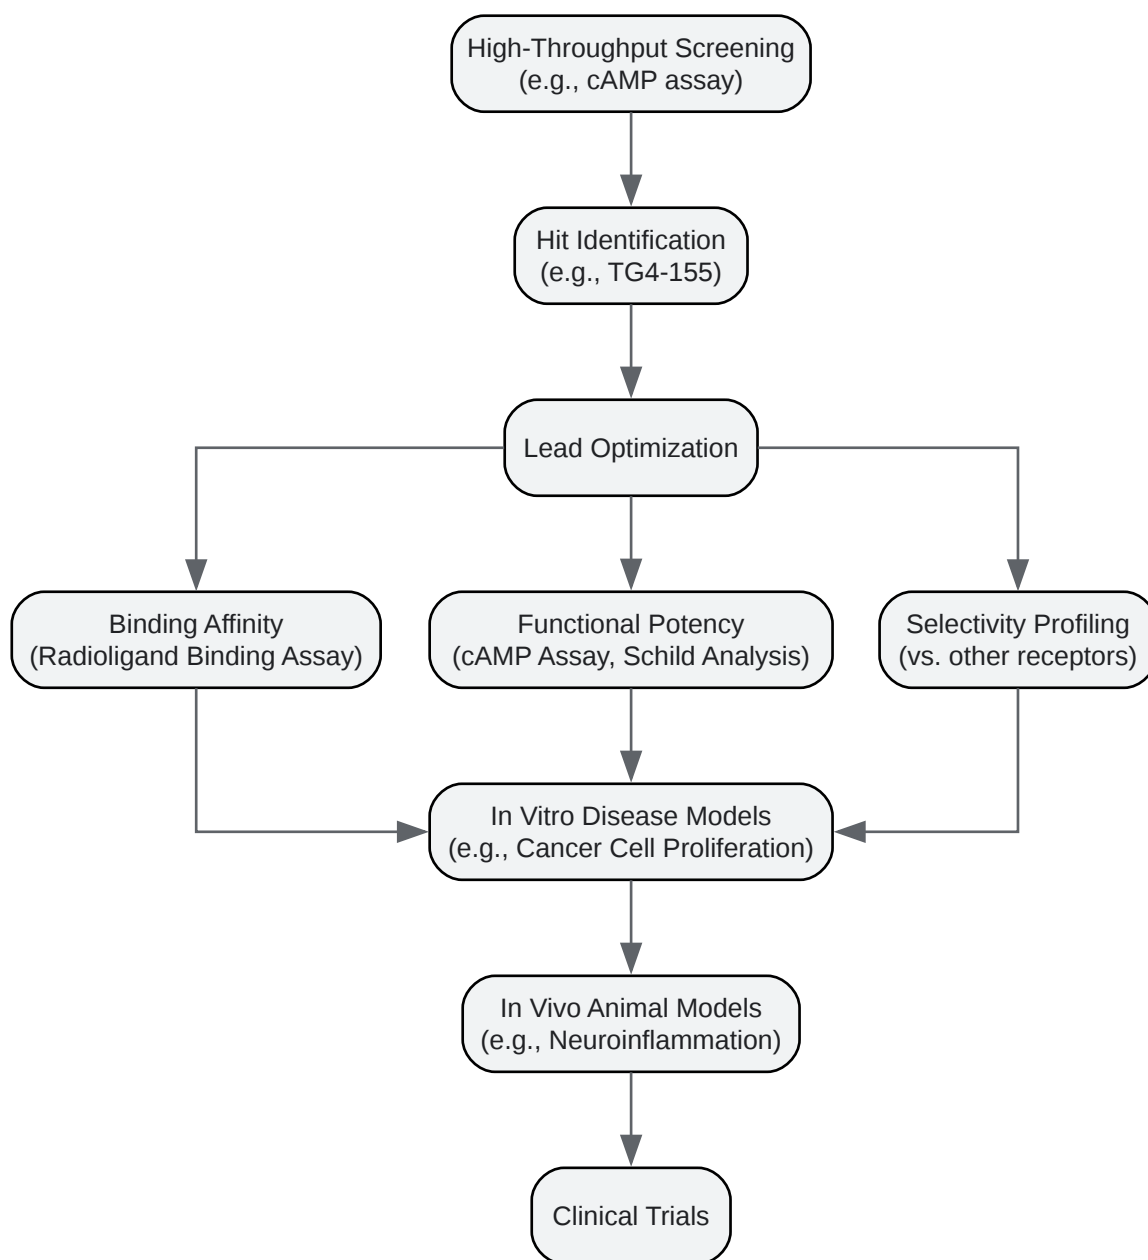 High-Throughput Screening
(e.g., cAMP assay)
Hit Identification
(e.g., TG4-155)
Lead Optimization
Binding Affinity
(Radioligand Binding Assay)
Functional Potency
(cAMP Assay, Schild Analysis)
Selectivity Profiling
(vs. other receptors)
In Vitro Disease Models
(e.g., Cancer Cell Proliferation)
In Vivo Animal Models
(e.g., Neuroinflammation)
Clinical Trials